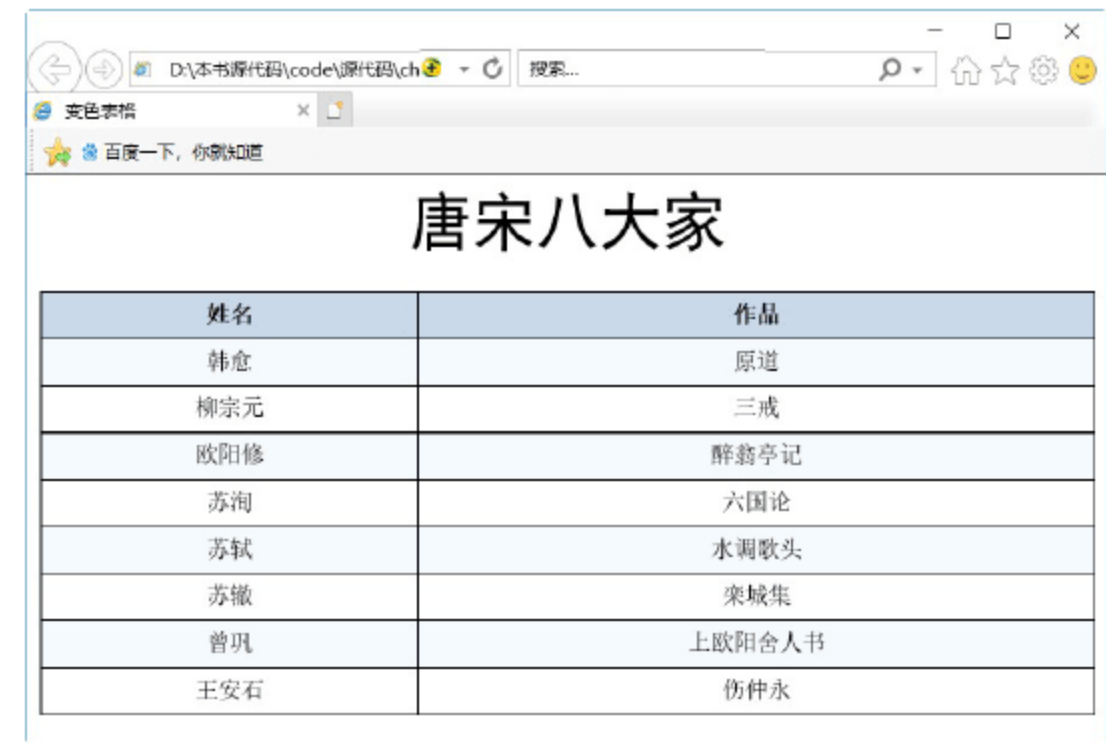 D:\本书源代码\code\源代码\ch
搜索...
变色表格
百度一下，你就知道
唐宋八大家
姓名 作品
韩愈 原道
柳宗元 三戒
欧阳修 醉翁亭记
苏洵 六国论
苏轼 水调歌头
苏辙 栾城集
曾巩 上欧阳舍人书
王安石 伤仲永